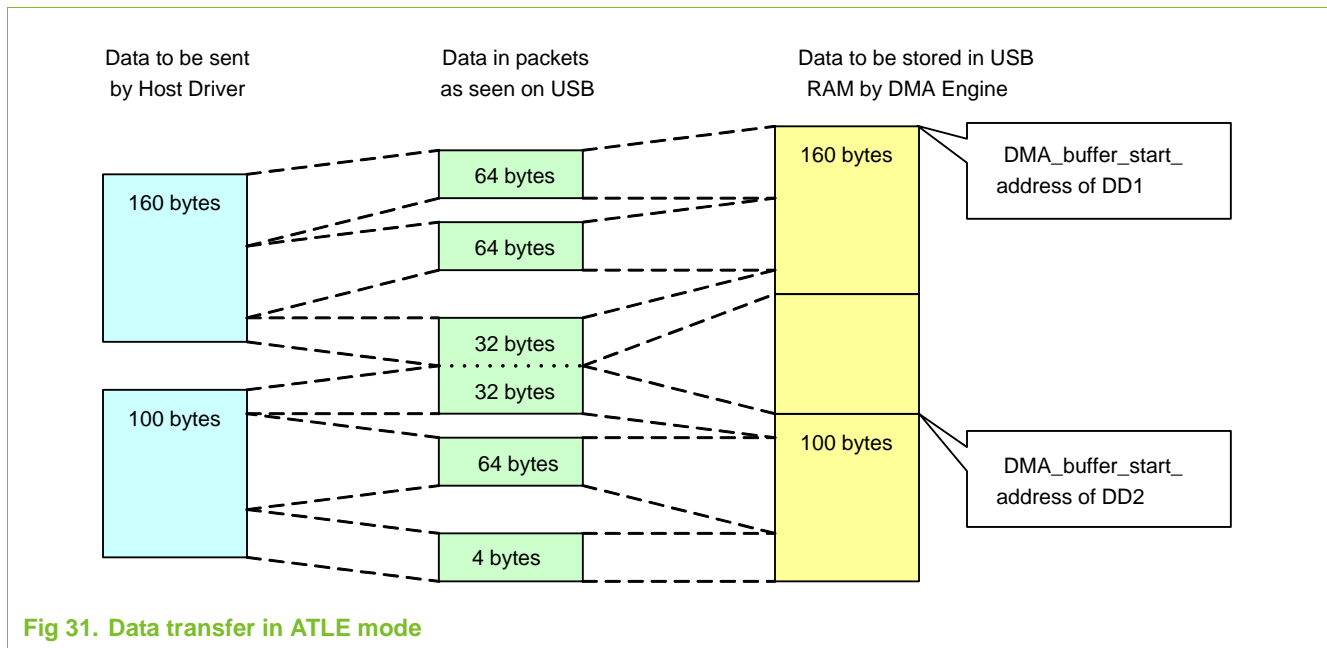 Data to be sent
by Host Driver
Data in packets
as seen on USB
Data to be stored in USB
RAM by DMA Engine
160 bytes
100 bytes
64 bytes
64 bytes
32 bytes
32 bytes
64 bytes
4 bytes
160 bytes
100 bytes
DMA_buffer_start_
address of DD1
DMA_buffer_start_
address of DD2
Fig 31. Data transfer in ATLE mode